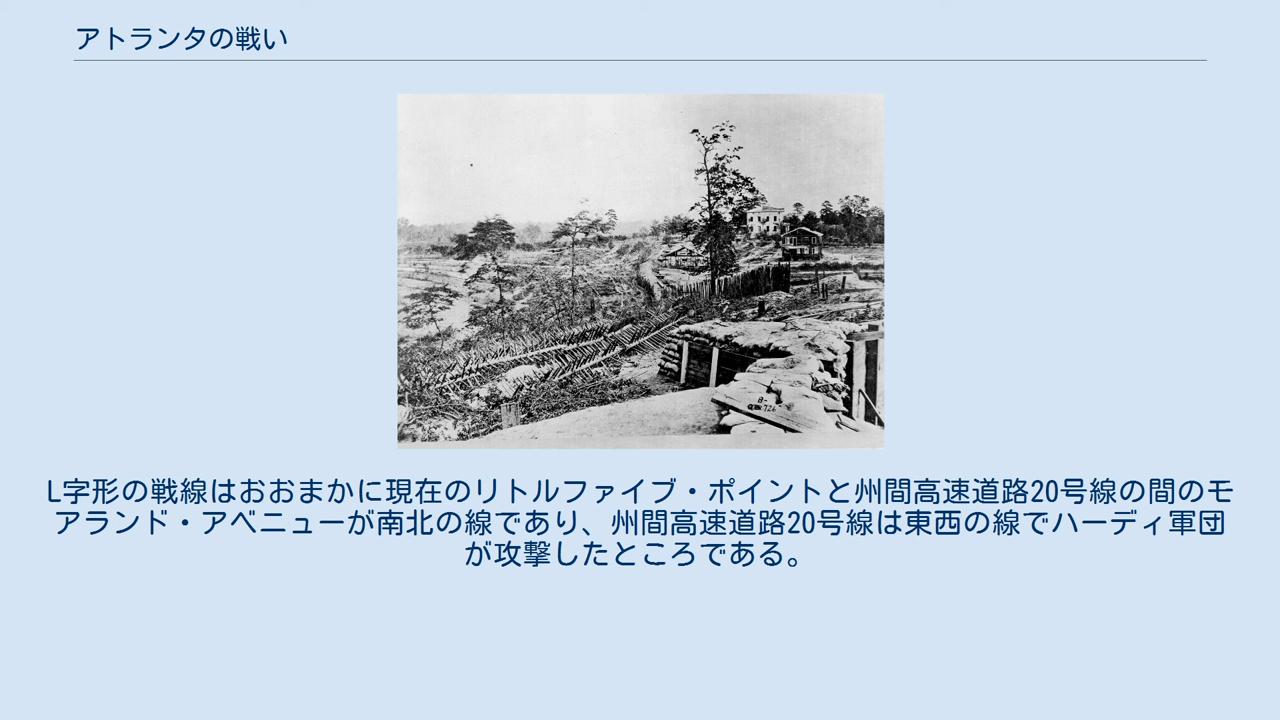 アトランタの戦い
L字形の戦線はおおまかに現在のリトルファイブ・ポイントと州間高速道路20号線の間のモ
アランド・アベニューが南北の線であり、州間高速道路20号線は東西の線でハーディ軍団
が攻撃したところである。